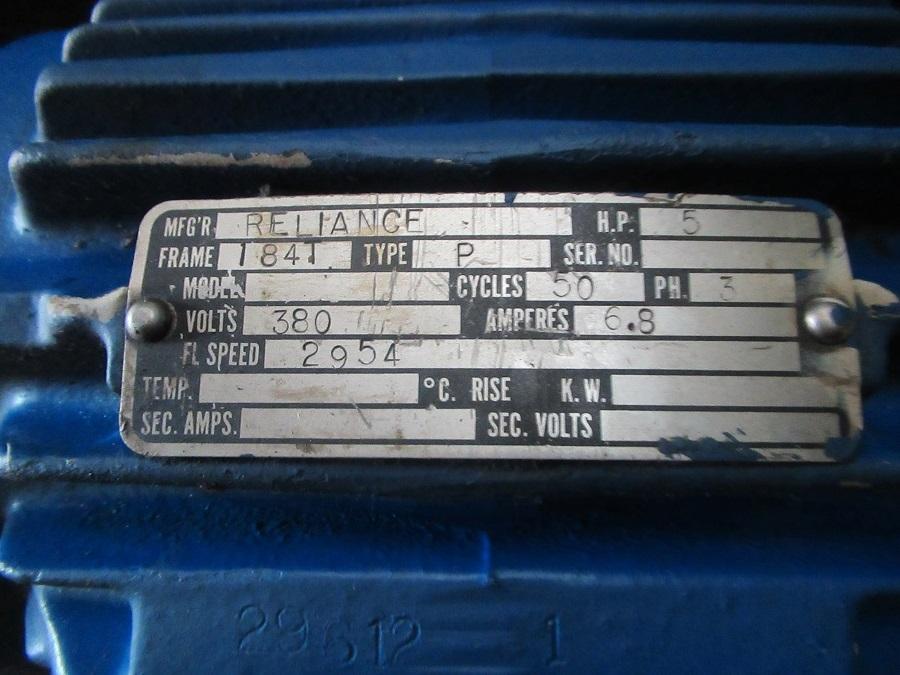 MFG'R. RELIANCE H.P. 5
FRAME 184T TYPE P SER. NO.
MODEL CYCLES 50 PH. 3
VOLTS 380 AMPERES 6.8
FL SPEED 2954
TEMP. °C. RISE K.W.
SEC. AMPS. SEC. VOLTS
29612 1